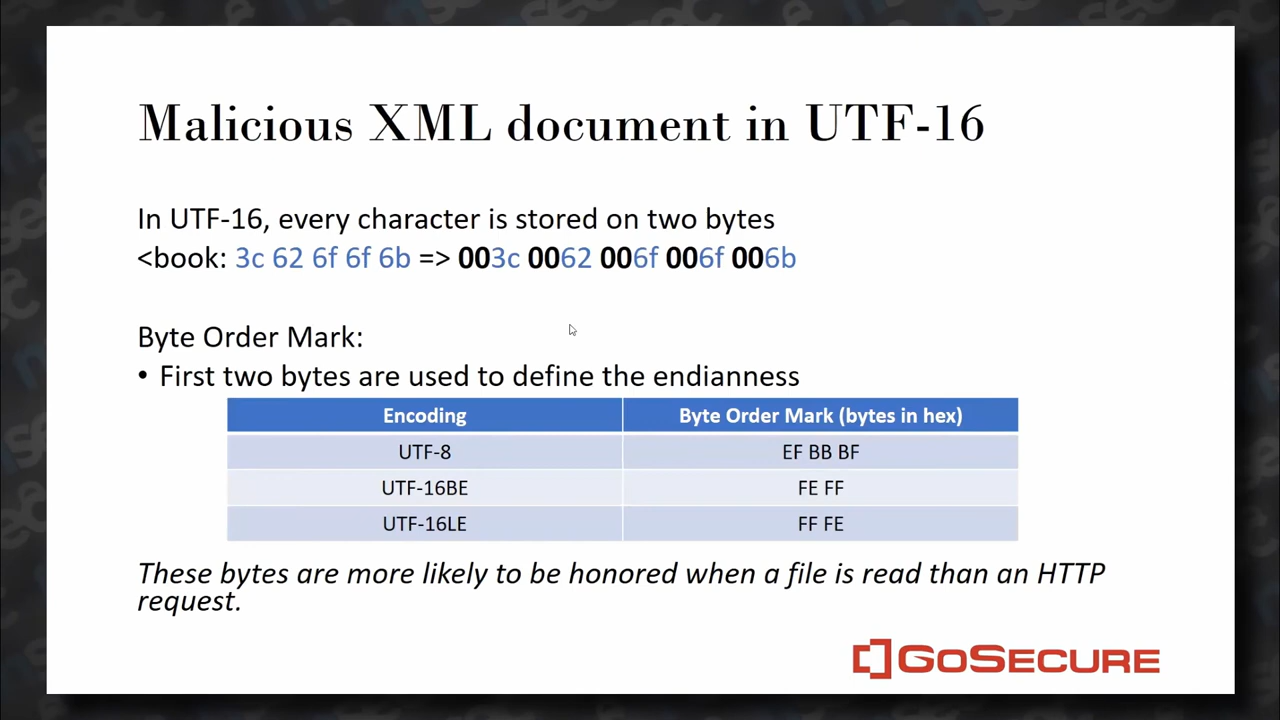 Malicious XML document in UTF-16
In UTF-16, every character is stored on two bytes
<book: 3c 62 6f 6f 6b => 003c 0062 006f 006f 006b
Byte Order Mark:
• First two bytes are used to define the endianness
Encoding Byte Order Mark (bytes in hex)
UTF-8 EF BB BF
UTF-16BE FE FF
UTF-16LE FF FE
These bytes are more likely to be honored when a file is read than an HTTP
request.
GoSecure